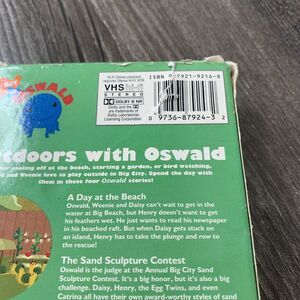 OSWALD
Hi-Fi Stereo playback
requires Stereo Hi-Fi VCR
ISBN 0-7921-9216-8
VHS hi-fi
STEREO
DOLBY B NR
Dolby and the
are trademarks of
Dolby Laboratories
Licensing Corporation
0 9736-87924-3 2
tdoors with Oswald
er cooling off at the beach, starting a garden, or bird watching,
d and Weenie love to play outside in Big City. Spend the day with
them in these four Oswald stories!
A Day at the Beach
Oswald, Weenie and Daisy can't wait to get in the
water at Big Beach, but Henry doesn't want to get
his feathers wet. He just wants to read his newspaper
in his beached raft. But when Daisy gets stuck on
an island, Henry has to take the plunge and row to
the rescue!
The Sand Sculpture Contest
Oswald is the judge at the Annual Big City Sand
Sculpture Contest. It's a big honor, but it's also a big
challenge. Daisy, Henry, the Egg Twins, and even
Catrina all have their own award-worthy styles of sand